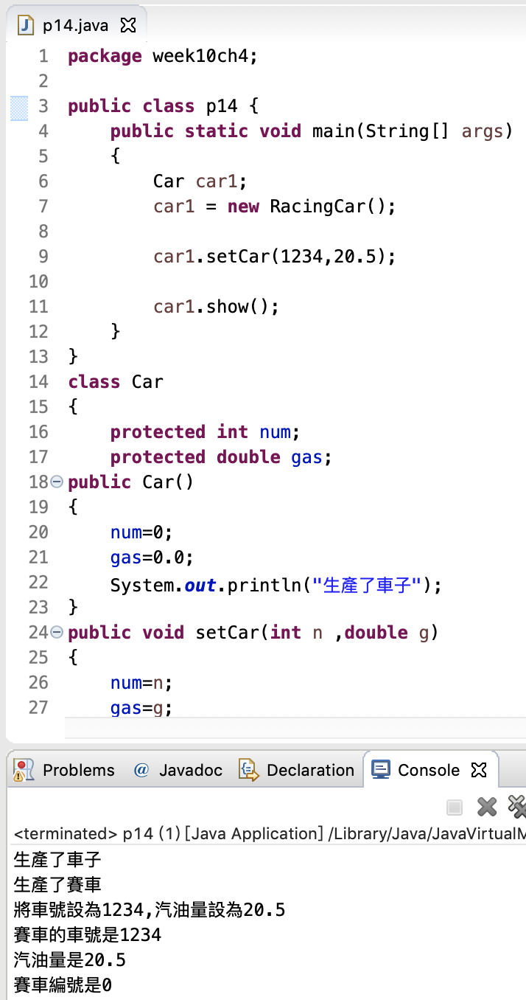 p14.java
1 package week10ch4;
2
3 public class p14 {
4     public static void main(String[] args)
5     {
6         Car car1;
7         car1 = new RacingCar();
8
9         car1.setCar(1234,20.5);
10
11         car1.show();
12     }
13 }
14 class Car
15 {
16     protected int num;
17     protected double gas;
18 public Car()
19 {
20     num=0;
21     gas=0.0;
22     System.out.println("生產了車子");
23 }
24 public void setCar(int n ,double g)
25 {
26     num=n;
27     gas=g;
Problems @ Javadoc Declaration Console
<terminated> p14 (1) [Java Application] /Library/Java/JavaVirtualM
生產了車子
生產了賽車
將車號設為1234,汽油量設為20.5
賽車的車號是1234
汽油量是20.5
賽車編號是0